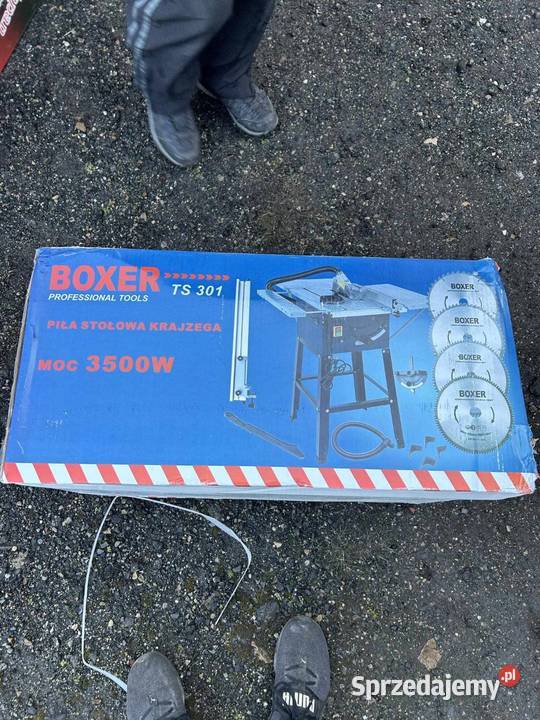 BOXER
TS 301
PROFESSIONAL TOOLS
PIŁA STOŁOWA KRAJZEGA
MOC 3500W
BOXER
BOXER
BOXER
BOXER
Sprzedajemy.pl